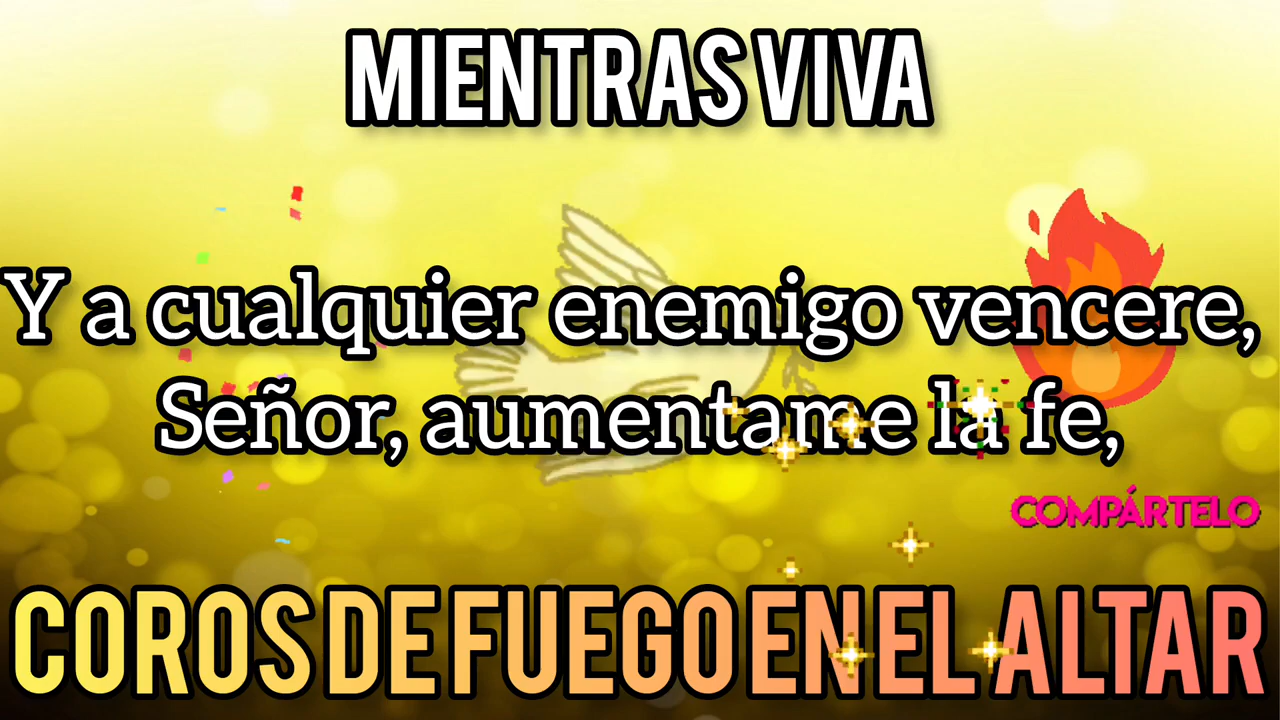 MIENTRAS VIVA
Y a cualquier enemigo vencere,
Señor, aumentame la fe,
COMPÁRTELO
COROS DE FUEGO EN EL ALTAR